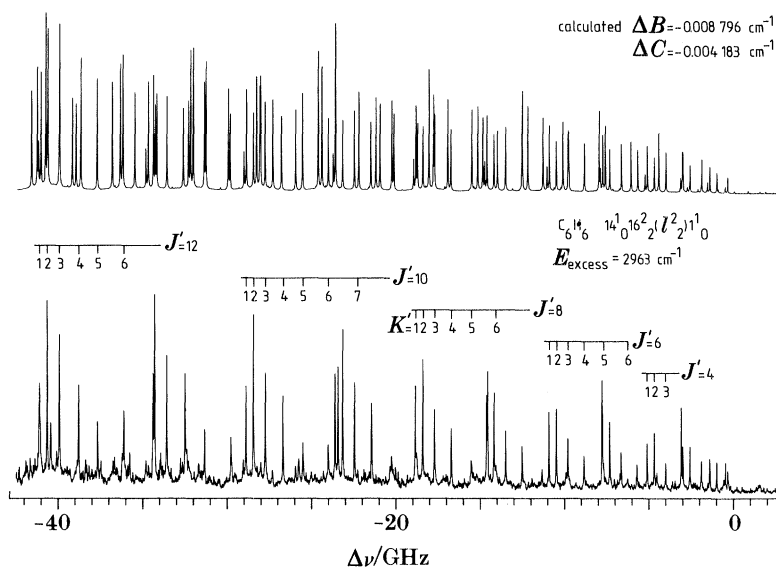 calculated ΔB=-0.008 796 cm⁻¹
ΔC=-0.004 183 cm⁻¹
C₆H₆ 14¹₀16²₂(l²₂)1¹₀
E excess = 2963 cm⁻¹
J'=12
1 2 3 4 5 6
J'=10
1 2 3 4 5 6 7
K'= J'=8
1 2 3 4 5 6
J'=6
1 2 3 4 5 6
J'=4
1 2 3
-40 -20 0
Δν/GHz